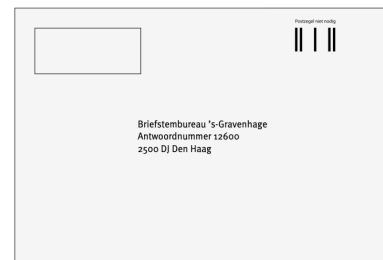 Postzegel niet nodig
Briefstembureau 's-Gravenhage
Antwoordnummer 12600
2500 DJ Den Haag